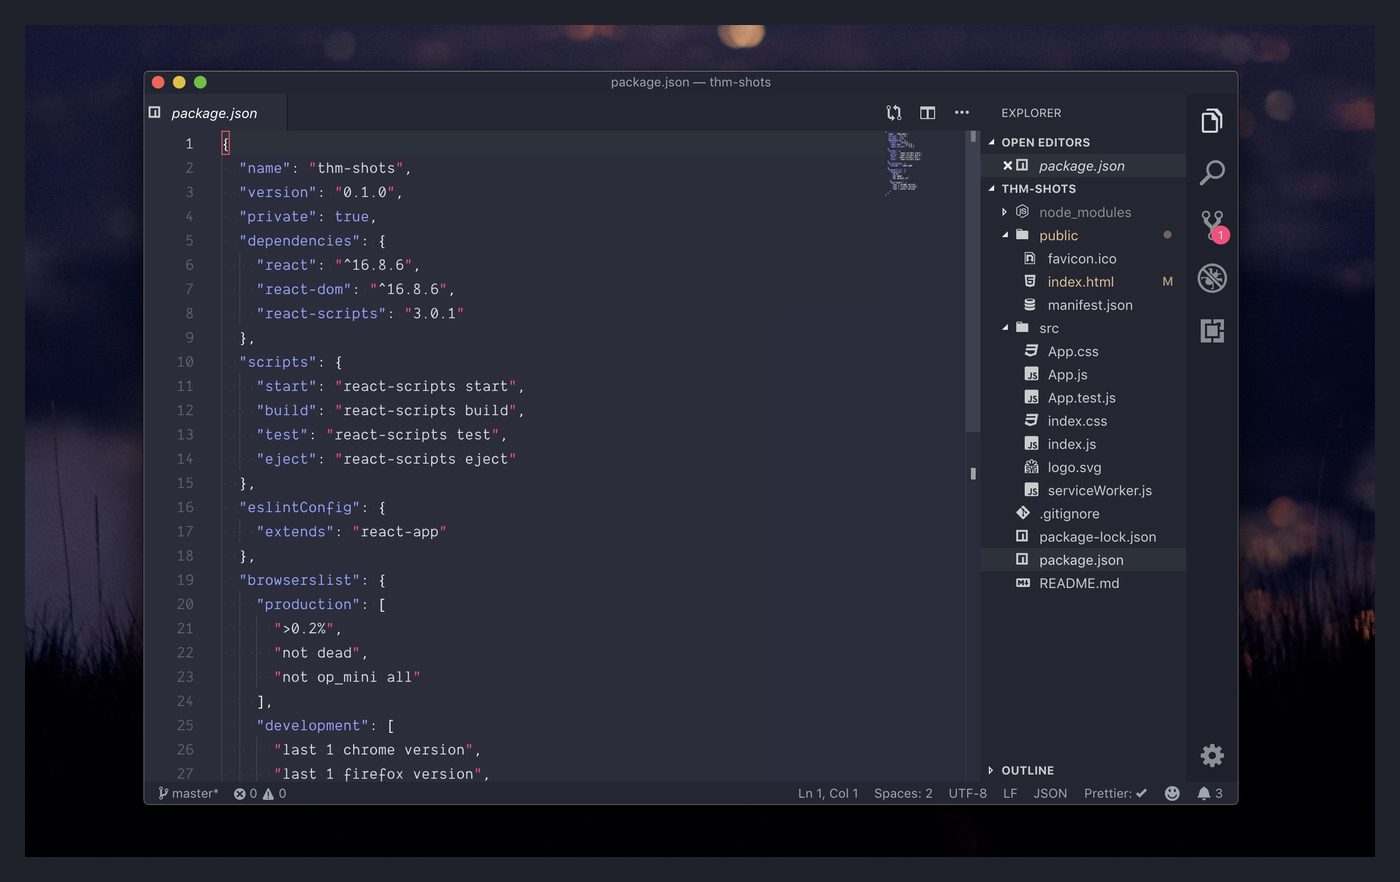 package.json — thm-shots
package.json
1 {
2 "name": "thm-shots",
3 "version": "0.1.0",
4 "private": true,
5 "dependencies": {
6 "react": "^16.8.6",
7 "react-dom": "^16.8.6",
8 "react-scripts": "3.0.1"
9 },
10 "scripts": {
11 "start": "react-scripts start",
12 "build": "react-scripts build",
13 "test": "react-scripts test",
14 "eject": "react-scripts eject"
15 },
16 "eslintConfig": {
17 "extends": "react-app"
18 },
19 "browserslist": {
20 "production": [
21 ">0.2%",
22 "not dead",
23 "not op_mini all"
24 ],
25 "development": [
26 "last 1 chrome version",
27 "last 1 firefox version",
EXPLORER
OPEN EDITORS
package.json
THM-SHOTS
node_modules
public
favicon.ico
index.html M
manifest.json
src
App.css
JS App.js
JS App.test.js
index.css
JS index.js
logo.svg
JS serviceWorker.js
.gitignore
package-lock.json
package.json
README.md
OUTLINE
1
master* 0 0 Ln 1, Col 1 Spaces: 2 UTF-8 LF JSON Prettier: ✔ 3